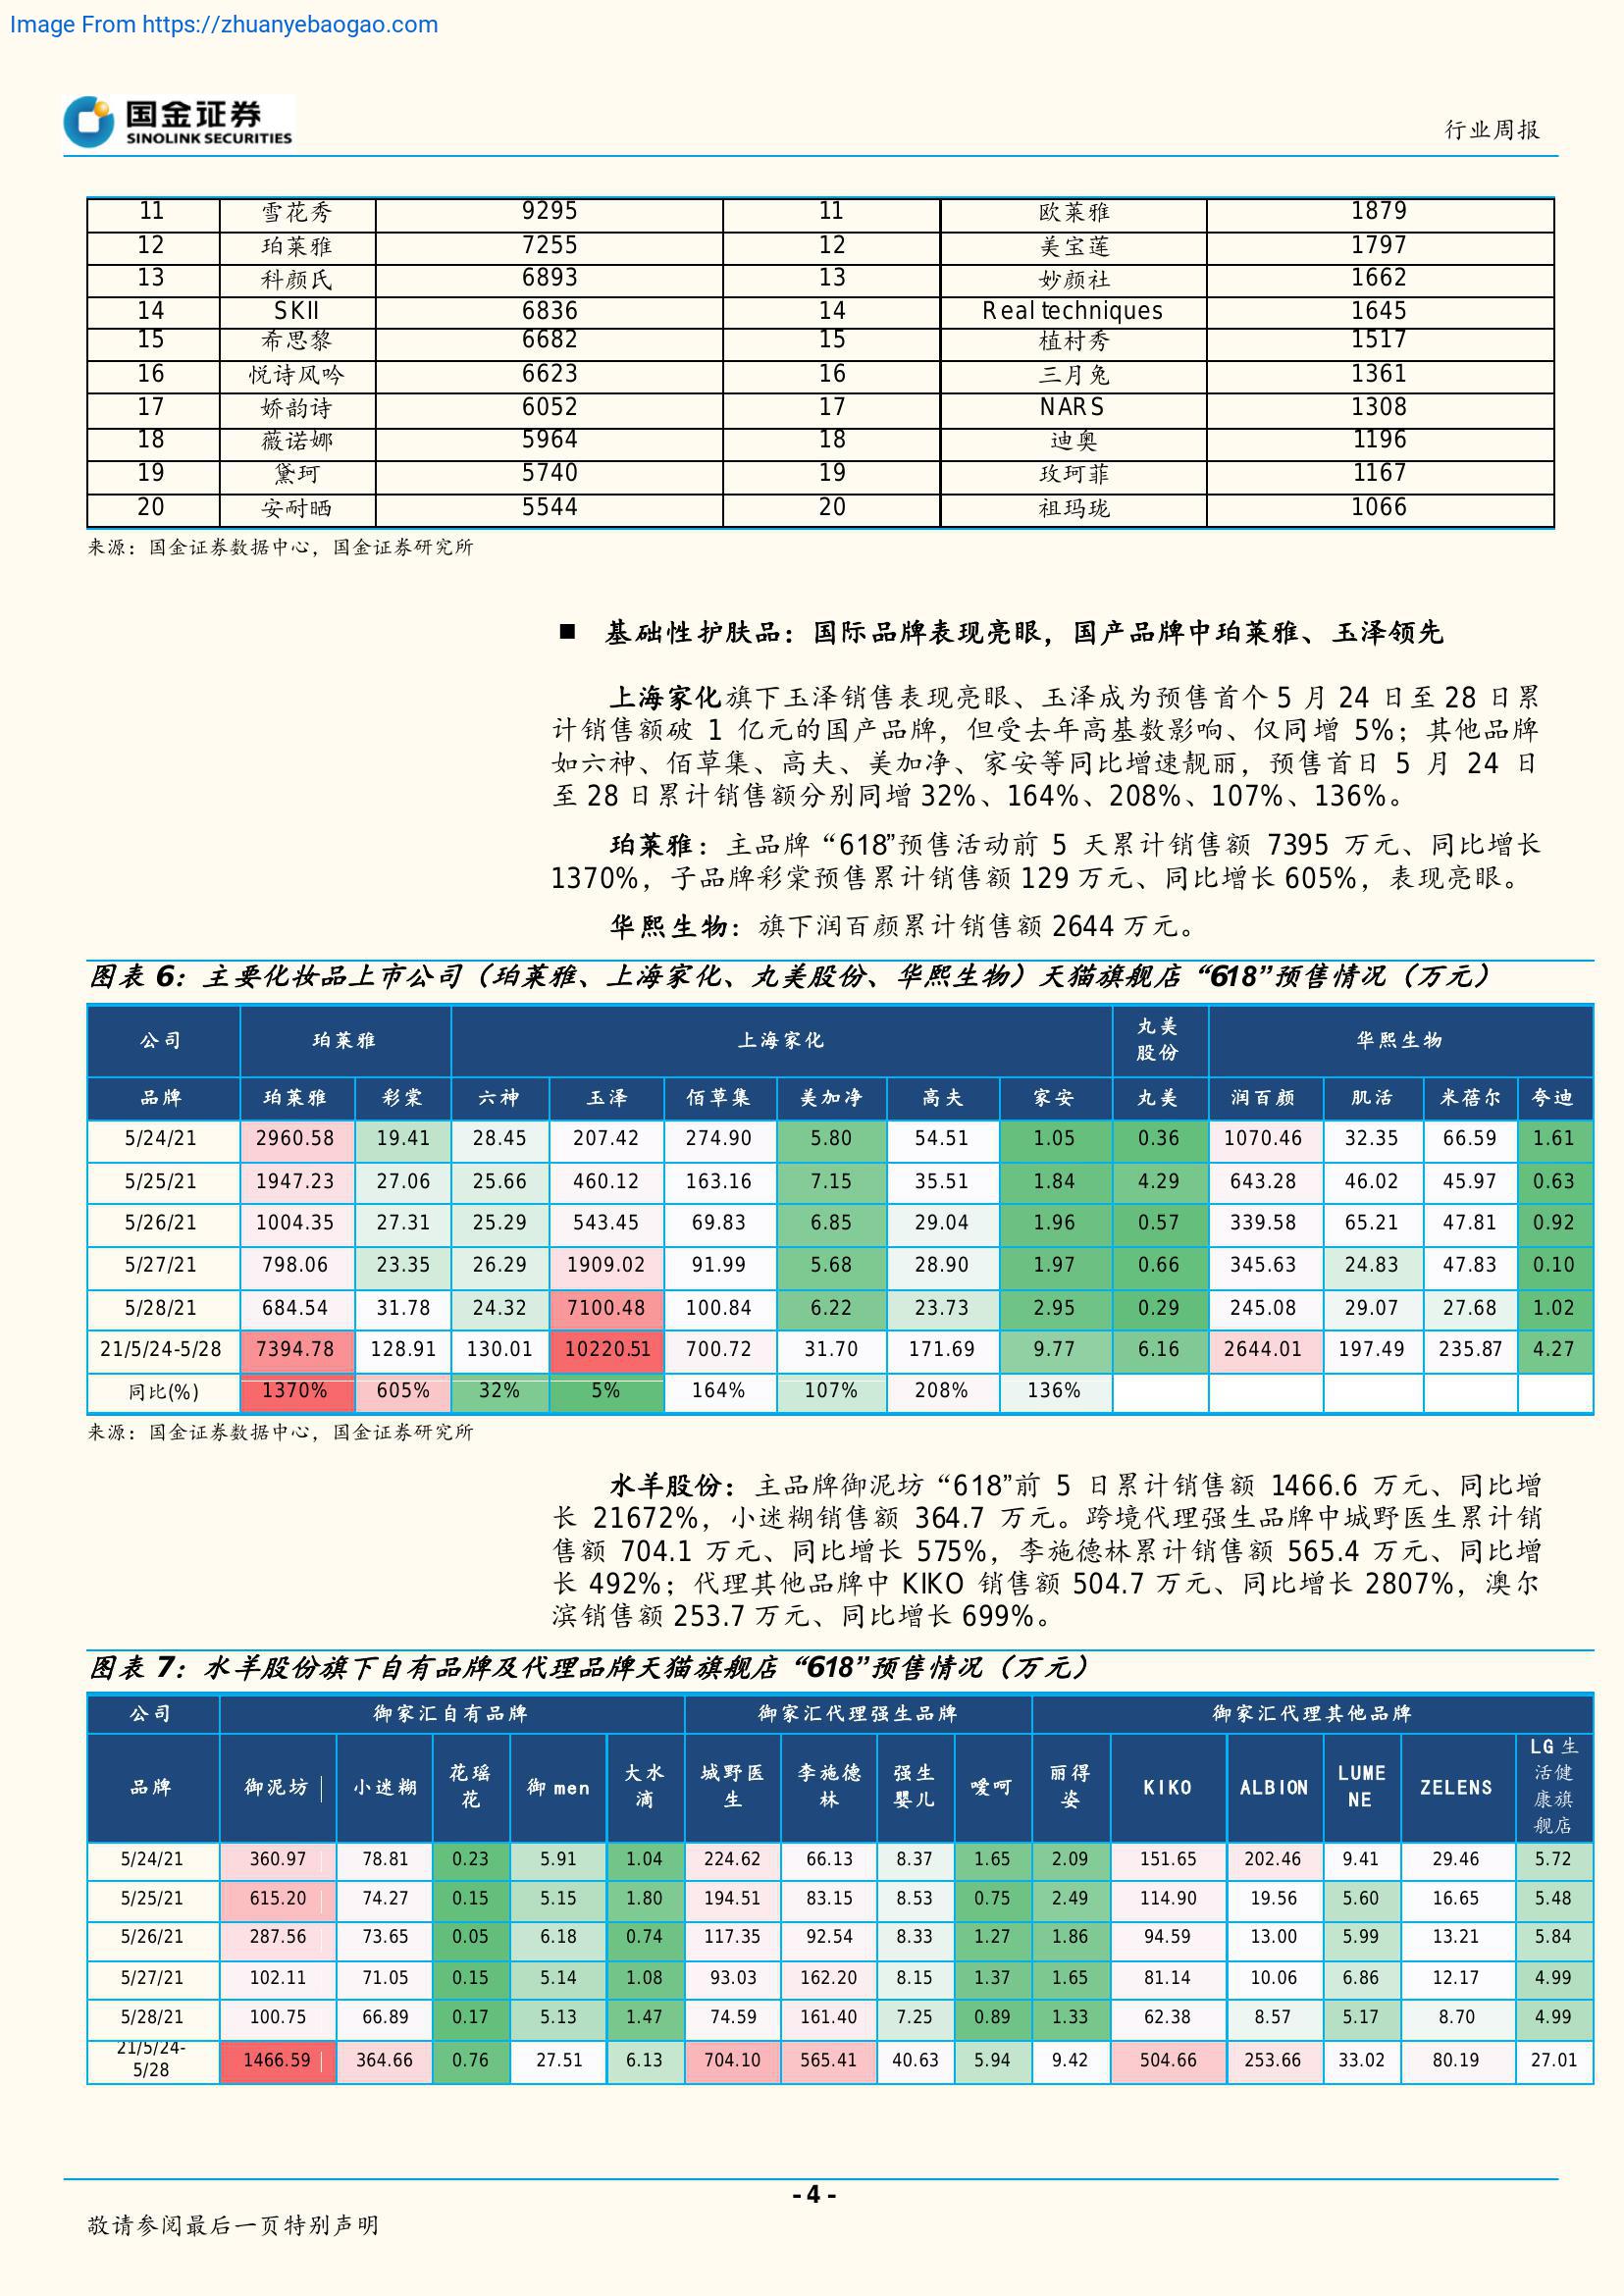 Image From https://zhuanyebaogao.com
国金证券
SINOLINK SECURITIES
行业周报
11 雪花秀 9295 11 欧莱雅 1879
12 珀莱雅 7255 12 美宝莲 1797
13 科颜氏 6893 13 妙颜社 1662
14 SKII 6836 14 Real techniques 1645
15 希思黎 6682 15 植村秀 1517
16 悦诗风吟 6623 16 三月兔 1361
17 娇韵诗 6052 17 NARS 1308
18 薇诺娜 5964 18 迪奥 1196
19 黛珂 5740 19 玫珂菲 1167
20 安耐晒 5544 20 祖玛珑 1066
来源：国金证券数据中心，国金证券研究所
■ 基础性护肤品：国际品牌表现亮眼，国产品牌中珀莱雅、玉泽领先
上海家化旗下玉泽销售表现亮眼、玉泽成为预售首个 5 月 24 日至 28 日累
计销售额破 1 亿元的国产品牌，但受去年高基数影响、仅同增 5%；其他品牌
如六神、佰草集、高夫、美加净、家安等同比增速靓丽，预售首日 5 月 24 日
至 28 日累计销售额分别同增 32%、164%、208%、107%、136%。
珀莱雅：主品牌“618”预售活动前 5 天累计销售额 7395 万元、同比增长
1370%，子品牌彩棠预售累计销售额 129 万元、同比增长 605%，表现亮眼。
华熙生物：旗下润百颜累计销售额 2644 万元。
图表 6：主要化妆品上市公司（珀莱雅、上海家化、丸美股份、华熙生物）天猫旗舰店“618”预售情况（万元）
公司 珀莱雅 上海家化 丸美股份 华熙生物
品牌 珀莱雅 彩棠 六神 玉泽 佰草集 美加净 高夫 家安 丸美 润百颜 肌活 米蓓尔 夸迪
5/24/21 2960.58 19.41 28.45 207.42 274.90 5.80 54.51 1.05 0.36 1070.46 32.35 66.59 1.61
5/25/21 1947.23 27.06 25.66 460.12 163.16 7.15 35.51 1.84 4.29 643.28 46.02 45.97 0.63
5/26/21 1004.35 27.31 25.29 543.45 69.83 6.85 29.04 1.96 0.57 339.58 65.21 47.81 0.92
5/27/21 798.06 23.35 26.29 1909.02 91.99 5.68 28.90 1.97 0.66 345.63 24.83 47.83 0.10
5/28/21 684.54 31.78 24.32 7100.48 100.84 6.22 23.73 2.95 0.29 245.08 29.07 27.68 1.02
21/5/24-5/28 7394.78 128.91 130.01 10220.51 700.72 31.70 171.69 9.77 6.16 2644.01 197.49 235.87 4.27
同比(%) 1370% 605% 32% 5% 164% 107% 208% 136%
来源：国金证券数据中心，国金证券研究所
水羊股份：主品牌御泥坊“618”前 5 日累计销售额 1466.6 万元、同比增
长 21672%，小迷糊销售额 364.7 万元。跨境代理强生品牌中城野医生累计销
售额 704.1 万元、同比增长 575%，李施德林累计销售额 565.4 万元、同比增
长 492%；代理其他品牌中 KIKO 销售额 504.7 万元、同比增长 2807%，澳尔
滨销售额 253.7 万元、同比增长 699%。
图表 7：水羊股份旗下自有品牌及代理品牌天猫旗舰店“618”预售情况（万元）
公司 御家汇自有品牌 御家汇代理强生品牌 御家汇代理其他品牌
品牌 御泥坊 小迷糊 花瑶花 御 men 大水滴 城野医生 李施德林 强生婴儿 嗳呵 丽得姿 KIKO ALBION LUMENE ZELENS LG 生活健康旗舰店
5/24/21 360.97 78.81 0.23 5.91 1.04 224.62 66.13 8.37 1.65 2.09 151.65 202.46 9.41 29.46 5.72
5/25/21 615.20 74.27 0.15 5.15 1.80 194.51 83.15 8.53 0.75 2.49 114.90 19.56 5.60 16.65 5.48
5/26/21 287.56 73.65 0.05 6.18 0.74 117.35 92.54 8.33 1.27 1.86 94.59 13.00 5.99 13.21 5.84
5/27/21 102.11 71.05 0.15 5.14 1.08 93.03 162.20 8.15 1.37 1.65 81.14 10.06 6.86 12.17 4.99
5/28/21 100.75 66.89 0.17 5.13 1.47 74.59 161.40 7.25 0.89 1.33 62.38 8.57 5.17 8.70 4.99
21/5/24-5/28 1466.59 364.66 0.76 27.51 6.13 704.10 565.41 40.63 5.94 9.42 504.66 253.66 33.02 80.19 27.01
- 4 -
敬请参阅最后一页特别声明